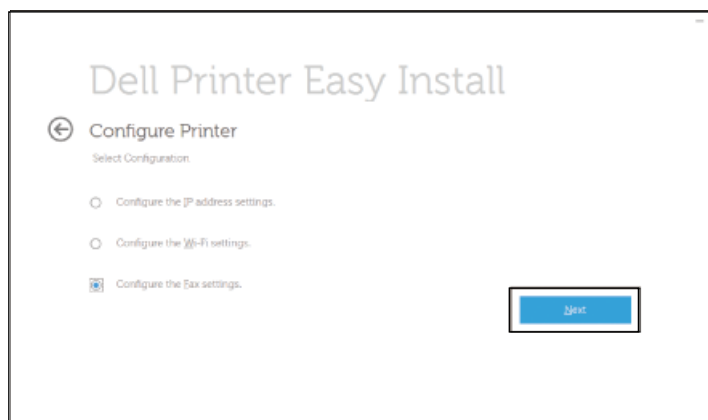 Dell Printer Easy Install
Configure Printer
Select Configuration
Configure the IP address settings.
Configure the Wi-Fi settings.
Configure the Fax settings.
Next